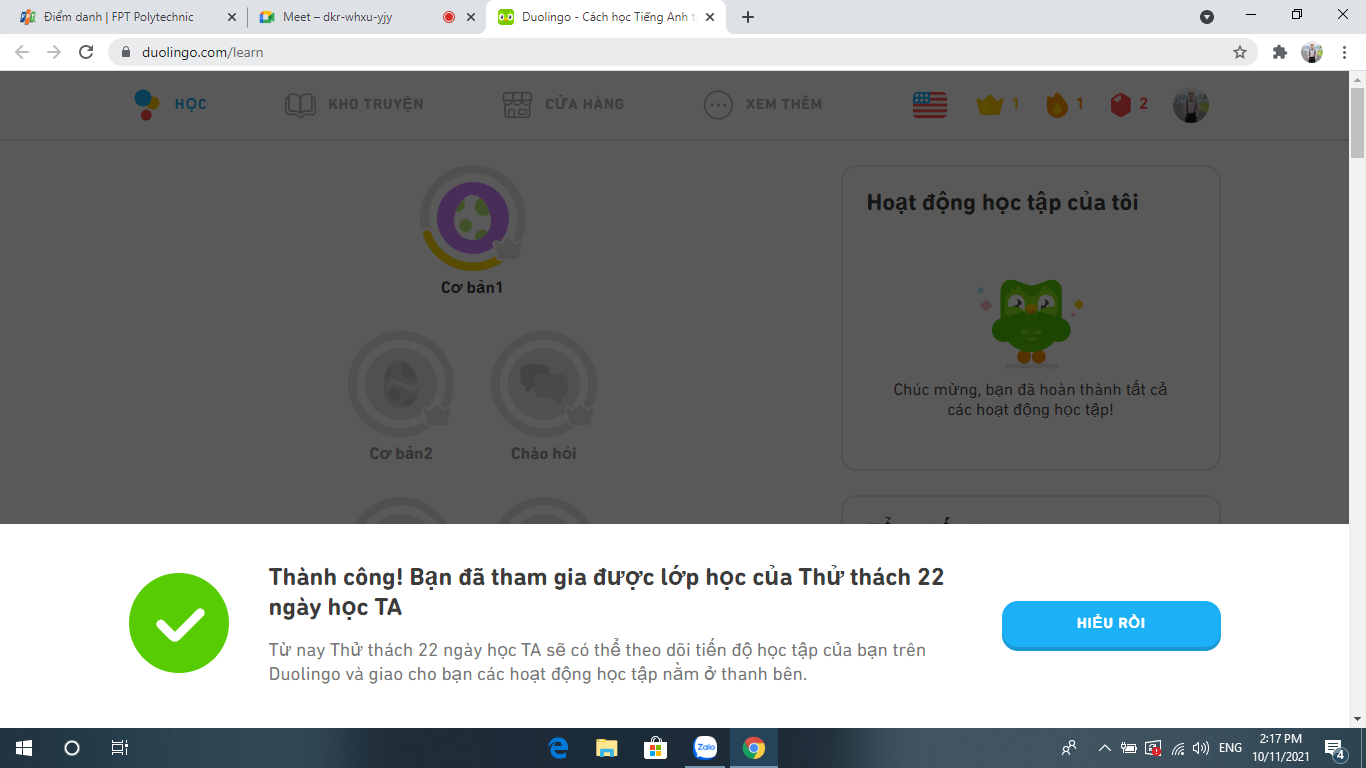 Điểm danh | FPT Polytechnic
Meet – dkr-whxu-yjy
Duolingo - Cách học Tiếng Anh t
duolingo.com/learn
HỌC
KHO TRUYỆN
CỬA HÀNG
XEM THÊM
1
1
2
Cơ bản1
Hoạt động học tập của tôi
Chúc mừng, bạn đã hoàn thành tất cả
các hoạt động học tập!
Cơ bản2
Chào hỏi
Thành công! Bạn đã tham gia được lớp học của Thử thách 22
ngày học TA
Từ nay Thử thách 22 ngày học TA sẽ có thể theo dõi tiến độ học tập của bạn trên
Duolingo và giao cho bạn các hoạt động học tập nằm ở thanh bên.
HIỂU RỒI
Zalo
ENG
2:17 PM
10/11/2021
4